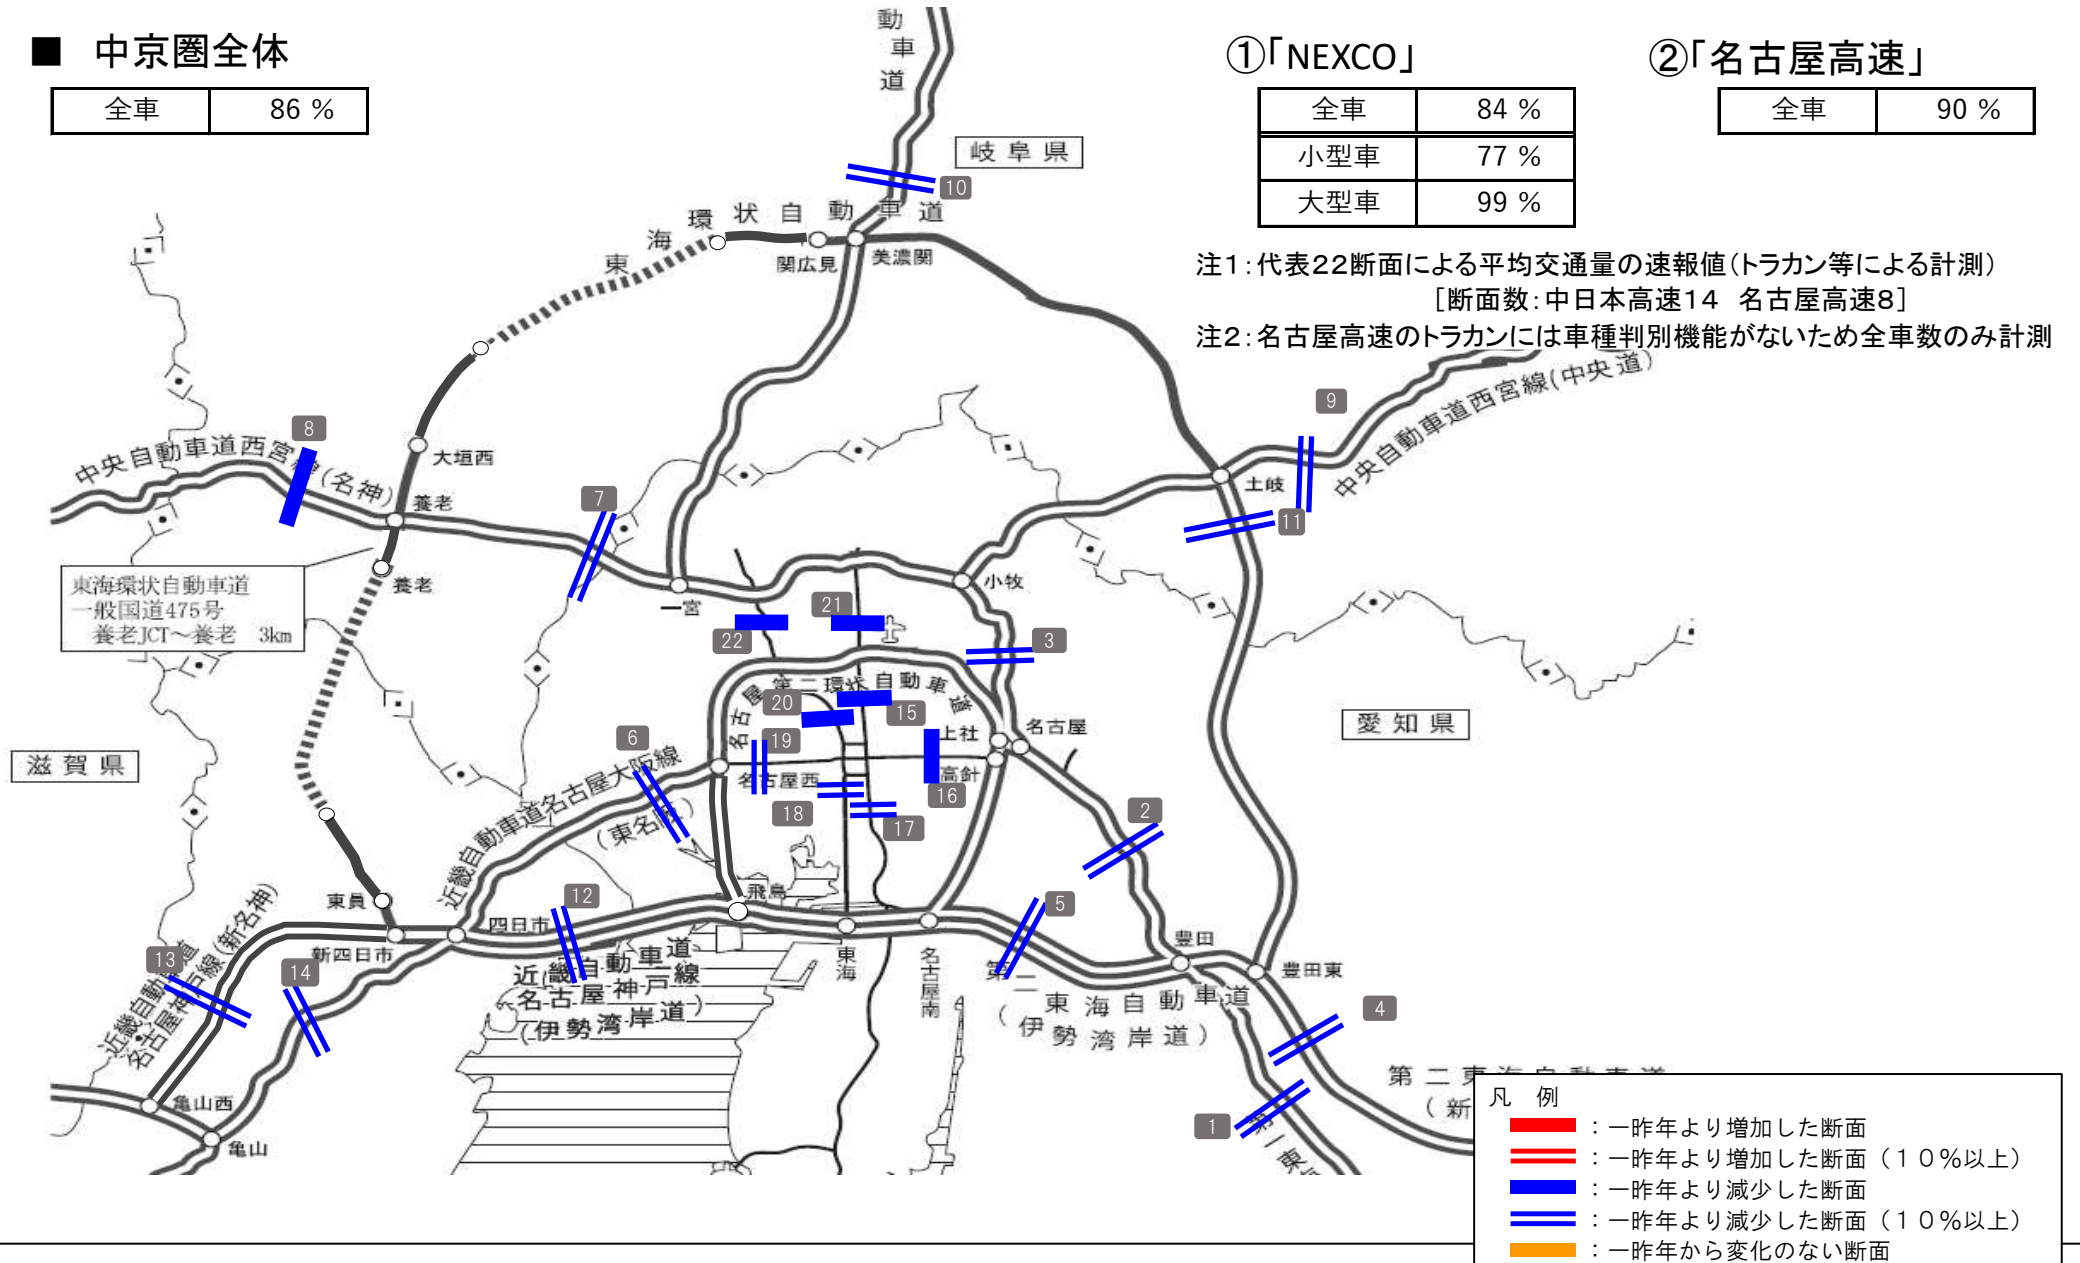 ■ 中京圏全体
全車 86 %
①「NEXCO」
全車 84 %
小型車 77 %
大型車 99 %
②「名古屋高速」
全車 90 %
注1：代表22断面による平均交通量の速報値（トラカン等による計測）
［断面数：中日本高速14　名古屋高速8］
注2：名古屋高速のトラカンには車種判別機能がないため全車数のみ計測
動車道
岐阜県
10
東海環状自動車道
関広見
美濃関
9
中央自動車道西宮線（中央道）
8
中央自動車道西宮線（名神）
大垣西
養老
7
土岐
11
東海環状自動車道
一般国道475号
養老JCT～養老　3km
養老
一宮
小牧
21
22
3
名古屋第二環状自動車道
20
15
上社
名古屋
愛知県
滋賀県
6
19
名古屋西
高針
16
18
17
2
近畿自動車道名古屋大阪線
（東名阪）
飛島
東員
12
四日市
5
新四日市
豊田
豊田東
13
14
近畿自動車道
名古屋神戸線（新名神）
近畿自動車道
名古屋神戸線
（伊勢湾岸道）
東海
名古屋南
第二東海自動車道
（伊勢湾岸道）
4
亀山西
亀山
1
第二東海自動車道
（新
第一東
凡　例
：一昨年より増加した断面
：一昨年より増加した断面（１０％以上）
：一昨年より減少した断面
：一昨年より減少した断面（１０％以上）
：一昨年から変化のない断面